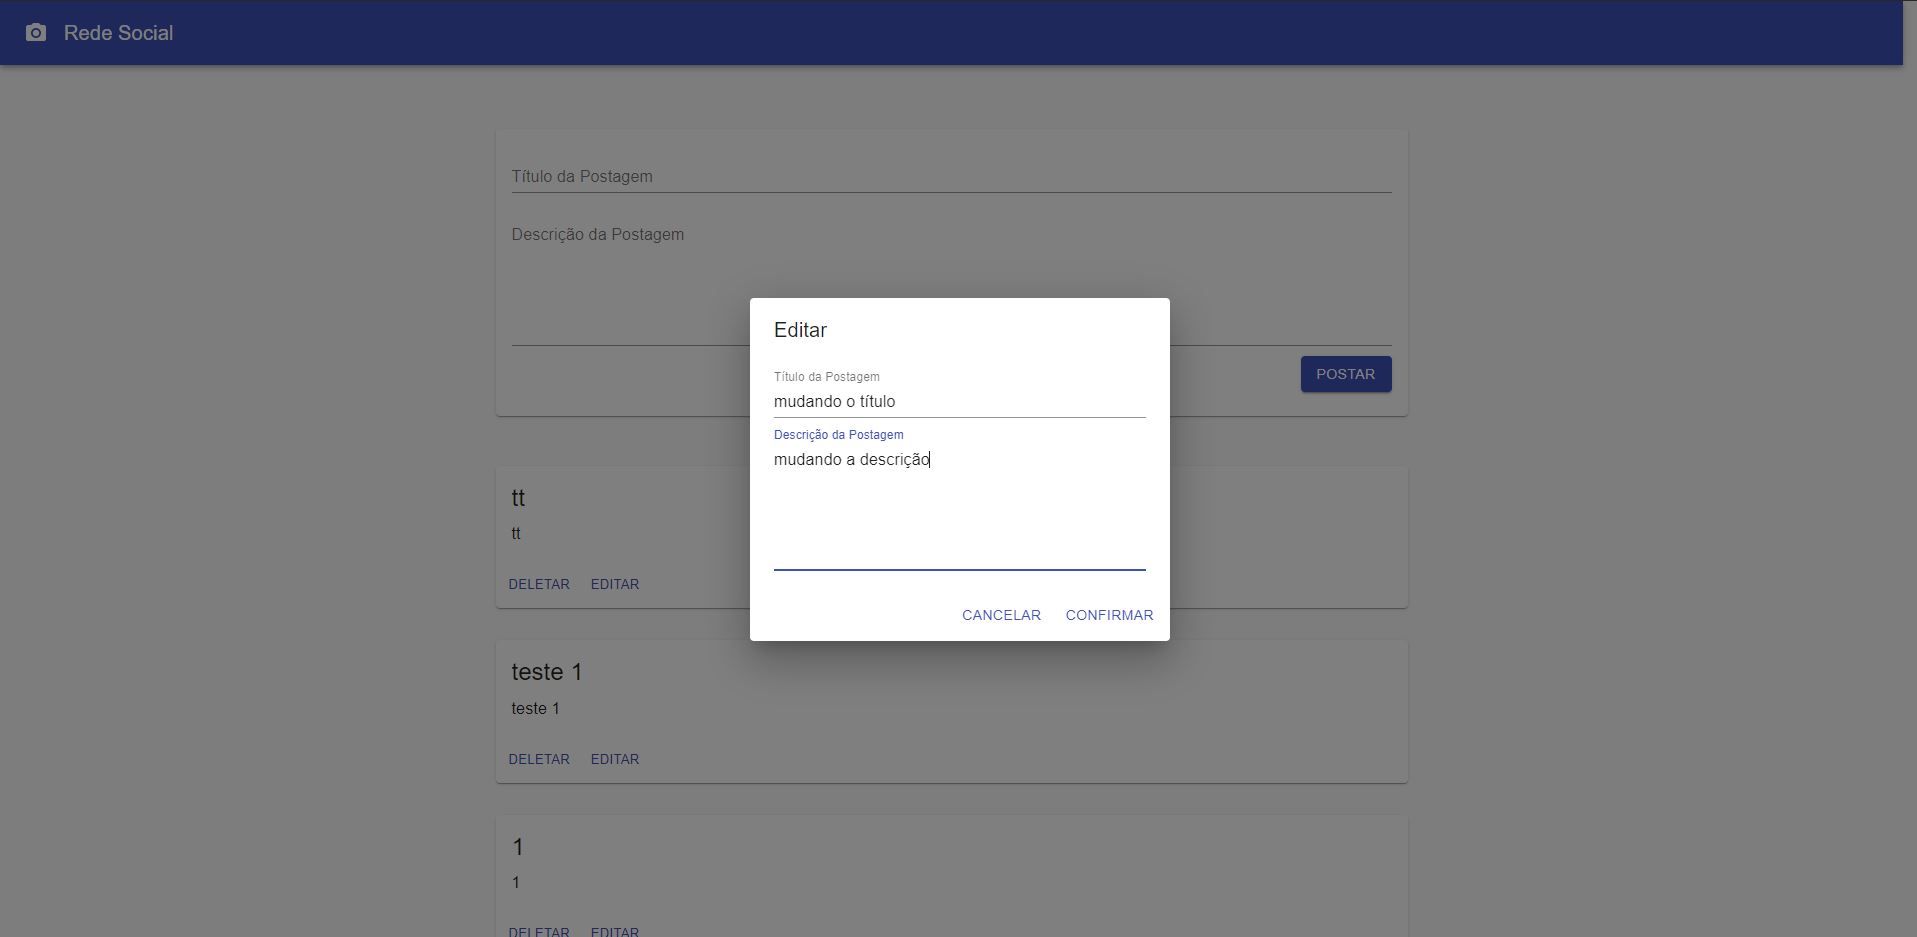 Rede Social
Título da Postagem
Descrição da Postagem
POSTAR
Editar
Título da Postagem
mudando o título
Descrição da Postagem
mudando a descrição
CANCELAR CONFIRMAR
tt
tt
DELETAR EDITAR
teste 1
teste 1
DELETAR EDITAR
1
1
DELETAR EDITAR